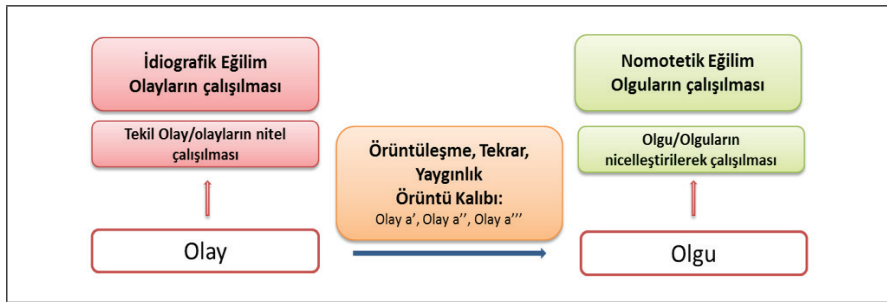 İdiografik Eğilim
Olayların çalışılması
Tekil Olay/olayların nitel
çalışılması
Olay
Örüntüleşme, Tekrar,
Yaygınlık
Örüntü Kalıbı:
Olay a', Olay a'', Olay a'''
Nomotetik Eğilim
Olguların çalışılması
Olgu/Olguların
nicelleştirilerek çalışılması
Olgu